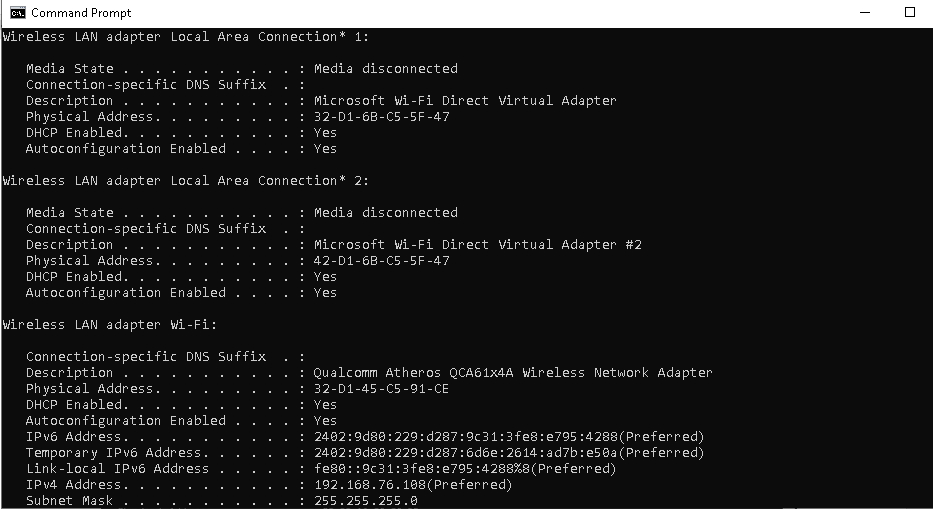 Command Prompt
Wireless LAN adapter Local Area Connection* 1:
Media State . . . . . . . . . . . : Media disconnected
Connection-specific DNS Suffix  . :
Description . . . . . . . . . . . : Microsoft Wi-Fi Direct Virtual Adapter
Physical Address. . . . . . . . . : 32-D1-6B-C5-5F-47
DHCP Enabled. . . . . . . . . . . : Yes
Autoconfiguration Enabled . . . . : Yes
Wireless LAN adapter Local Area Connection* 2:
Media State . . . . . . . . . . . : Media disconnected
Connection-specific DNS Suffix  . :
Description . . . . . . . . . . . : Microsoft Wi-Fi Direct Virtual Adapter #2
Physical Address. . . . . . . . . : 42-D1-6B-C5-5F-47
DHCP Enabled. . . . . . . . . . . : Yes
Autoconfiguration Enabled . . . . : Yes
Wireless LAN adapter Wi-Fi:
Connection-specific DNS Suffix  . :
Description . . . . . . . . . . . : Qualcomm Atheros QCA61x4A Wireless Network Adapter
Physical Address. . . . . . . . . : 32-D1-45-C5-91-CE
DHCP Enabled. . . . . . . . . . . : Yes
Autoconfiguration Enabled . . . . : Yes
IPv6 Address. . . . . . . . . . . : 2402:9d80:229:d287:9c31:3fe8:e795:4288(Preferred)
Temporary IPv6 Address. . . . . . : 2402:9d80:229:d287:6d6e:2614:ad7b:e50a(Preferred)
Link-local IPv6 Address . . . . . : fe80::9c31:3fe8:e795:4288%8(Preferred)
IPv4 Address. . . . . . . . . . . : 192.168.76.108(Preferred)
Subnet Mask . . . . . . . . . . . : 255.255.255.0